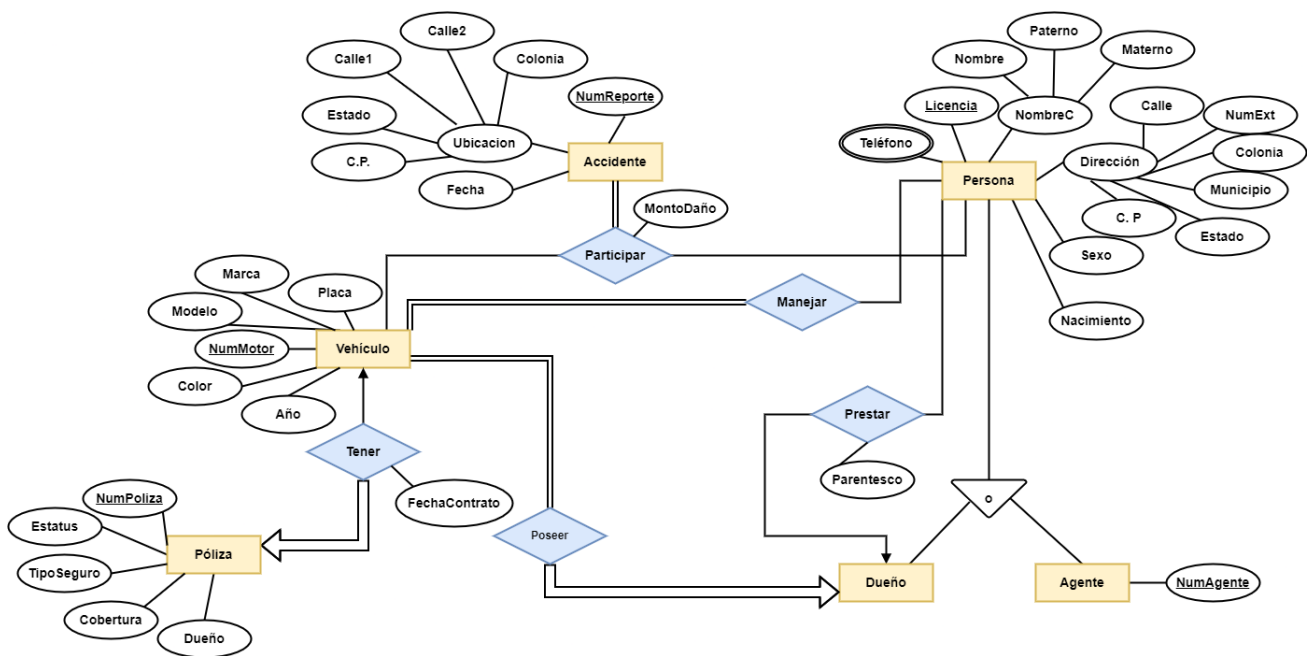 Paterno
Calle2
Materno
Calle1
Colonia
Nombre
NumReporte
Licencia
NombreC
Calle
NumExt
Estado
Ubicacion
Teléfono
Colonia
C.P.
Accidente
Dirección
Persona
Municipio
Fecha
MontoDaño
C. P
Estado
Participar
Sexo
Marca
Placa
Manejar
Modelo
Nacimiento
NumMotor
Vehículo
Color
Año
Prestar
Tener
Parentesco
NumPoliza
FechaContrato
o
Estatus
Póliza
Poseer
TipoSeguro
Dueño
Agente
NumAgente
Cobertura
Dueño